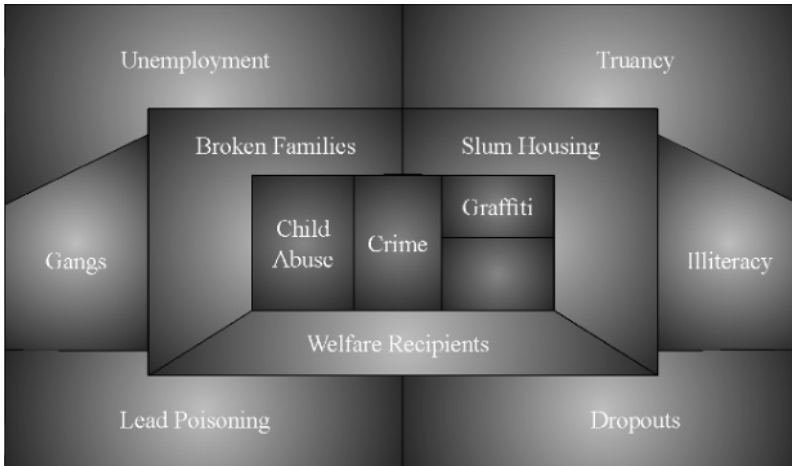 Unemployment
Truancy
Broken Families
Slum Housing
Graffiti
Child
Abuse
Crime
Gangs
Illiteracy
Welfare Recipients
Lead Poisoning
Dropouts